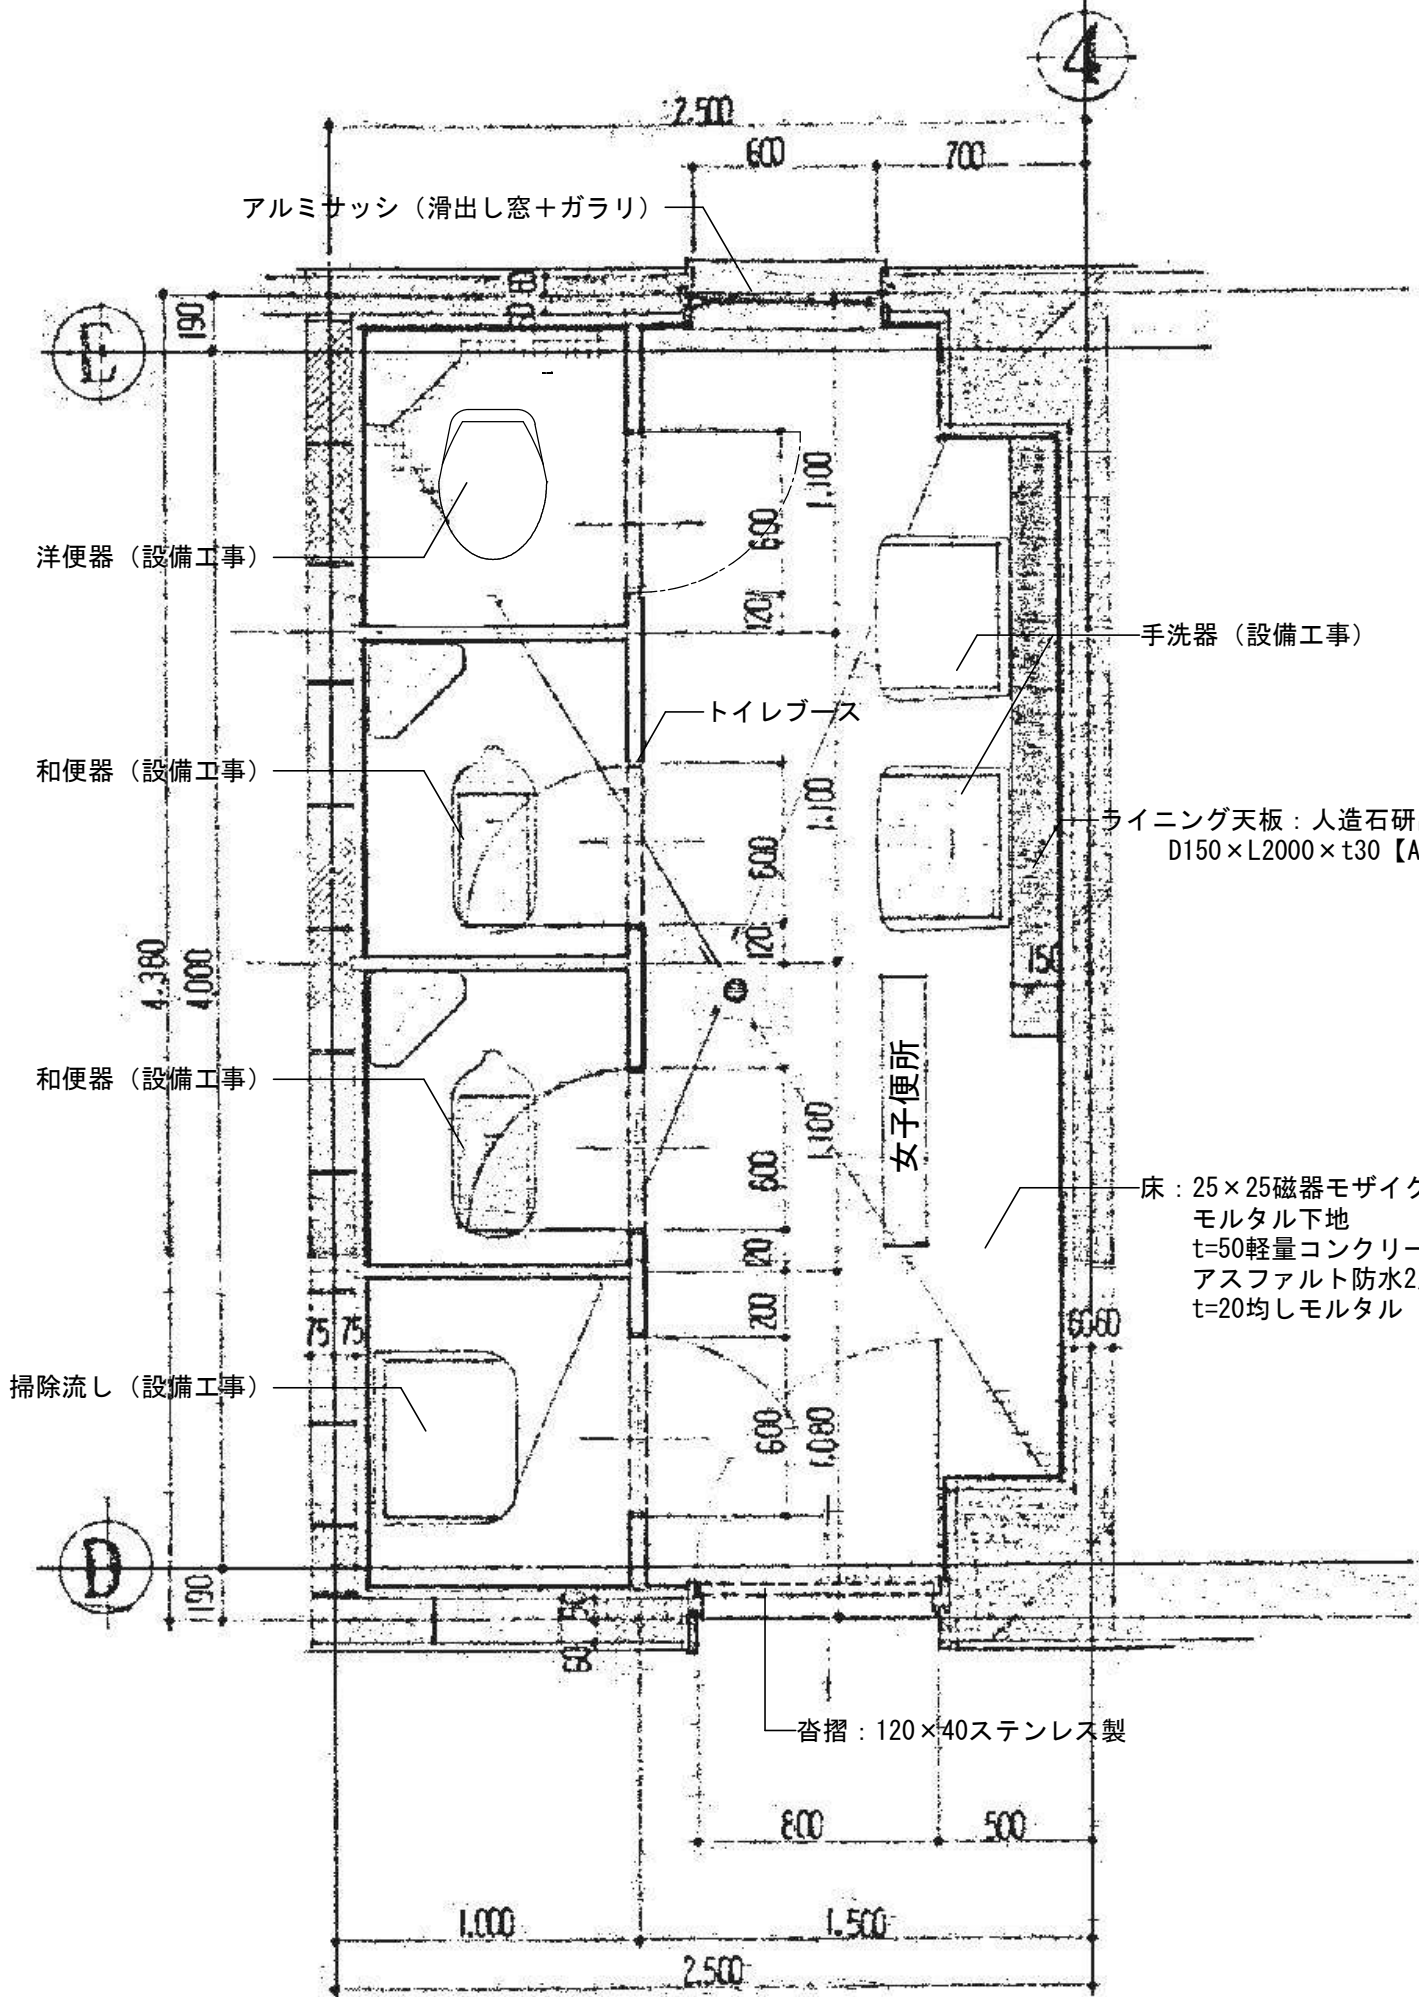 4
2.500
600
700
アルミサッシ（滑出し窓＋ガラリ）
190
60
50
E
1.100
600
洋便器（設備工事）
120
手洗器（設備工事）
トイレブース
和便器（設備工事）
1.100
600
ライニング天板：人造石研
D150×L2000×t30【A
120
150
4.380
4.000
女子便所
和便器（設備工事）
1.100
600
床：25×25磁器モザイク
モルタル下地
t=50軽量コンクリー
アスファルト防水2
t=20均しモルタル
120
200
75
75
60
60
掃除流し（設備工事）
600
1.080
D
190
50
60
沓摺：120×40ステンレス製
800
500
1.000
1.500
2.500